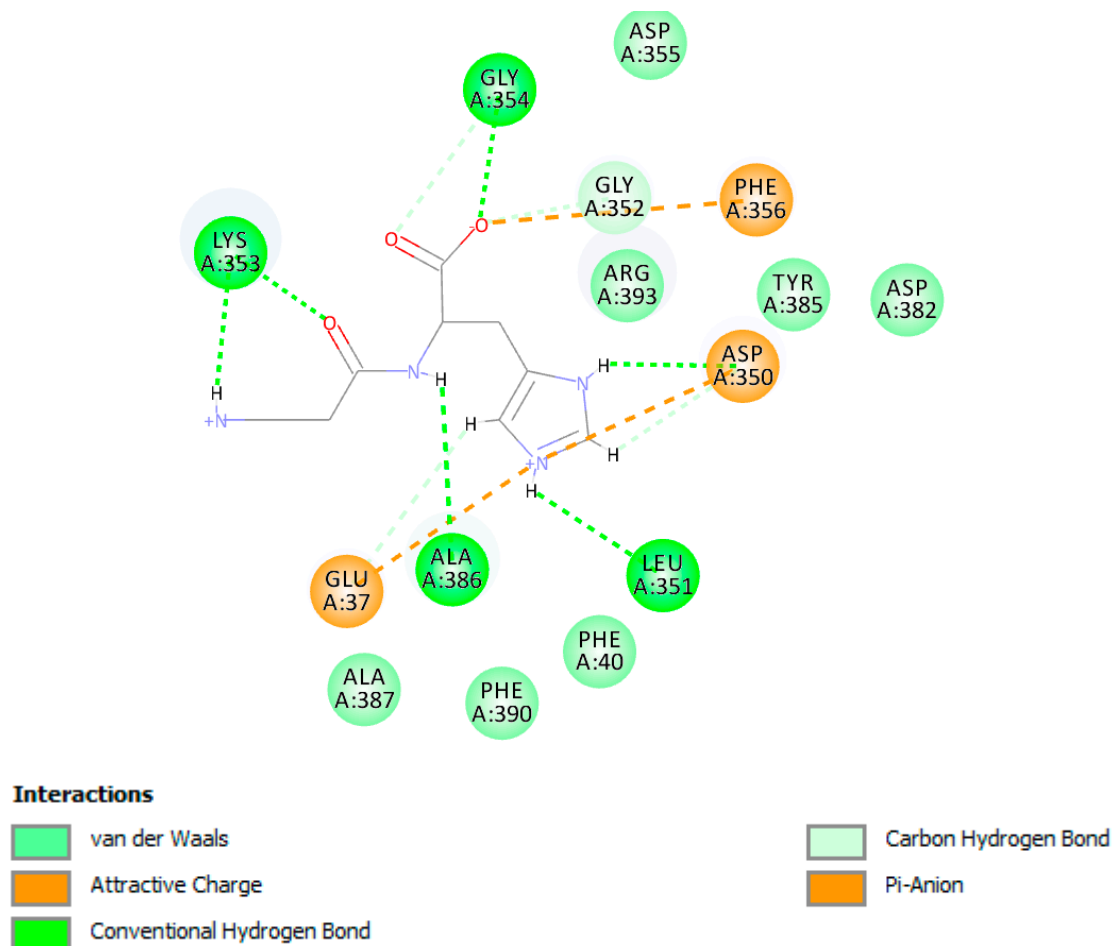 ASP
A:355
GLY
A:354
GLY
A:352
PHE
A:356
LYS
A:353
ARG
A:393
TYR
A:385
ASP
A:382
-O
O
O
H
N
H
H
N
ASP
A:350
H
+N
H
H
+N
H
GLU
A:37
ALA
A:386
LEU
A:351
PHE
A:40
ALA
A:387
PHE
A:390
Interactions
van der Waals
Attractive Charge
Conventional Hydrogen Bond
Carbon Hydrogen Bond
Pi-Anion